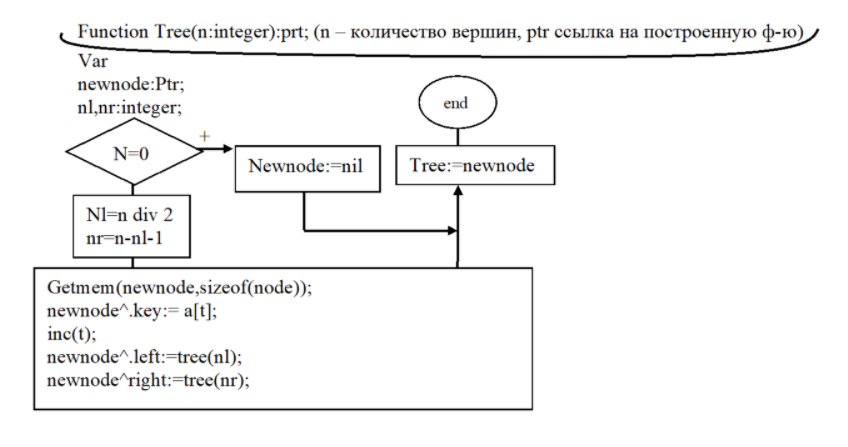 Function Tree(n:integer):prt; (n – количество вершин, ptr ссылка на построенную ф-ю)
Var
newnode:Ptr;
nl,nr:integer;
end
+
N=0
Newnode:=nil
Tree:=newnode
Nl=n div 2
nr=n-nl-1
Getmem(newnode,sizeof(node));
newnode^.key:= a[t];
inc(t);
newnode^.left:=tree(nl);
newnode^right:=tree(nr);